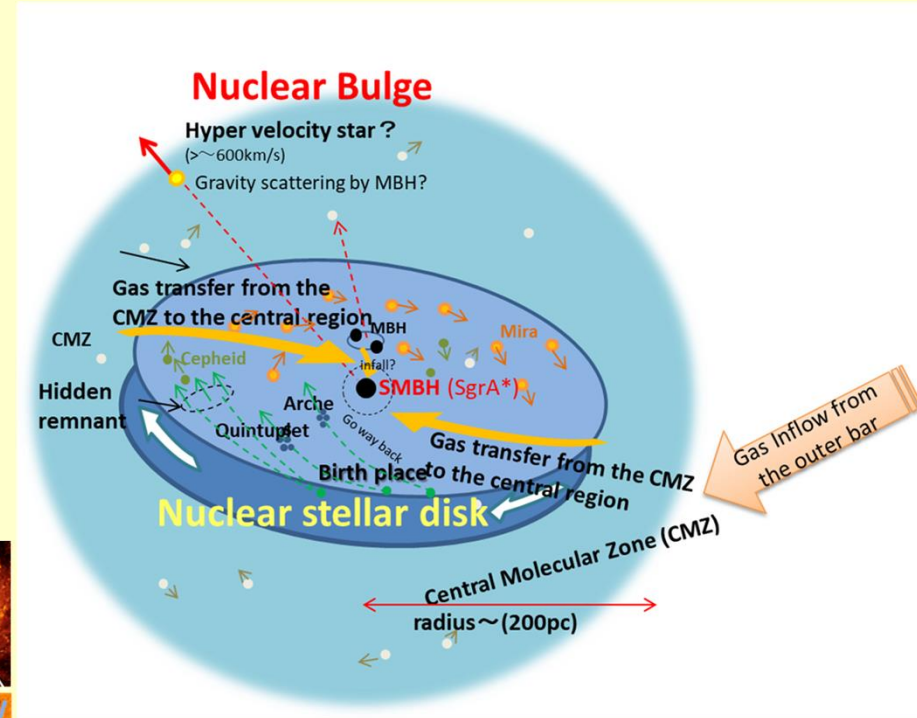 Nuclear Bulge
Hyper velocity star？
(>～600km/s)
Gravity scattering by MBH?
Gas transfer from the
CMZ to the central region
CMZ
MBH
Mira
Cepheid
infall?
SMBH (SgrA*)
Hidden
remnant
Arche
Quintuplet
Go way back
Gas transfer from the CMZ
to the central region
Birth place
Nuclear stellar disk
Gas Inflow from
the outer bar
Central Molecular Zone (CMZ)
radius～(200pc)